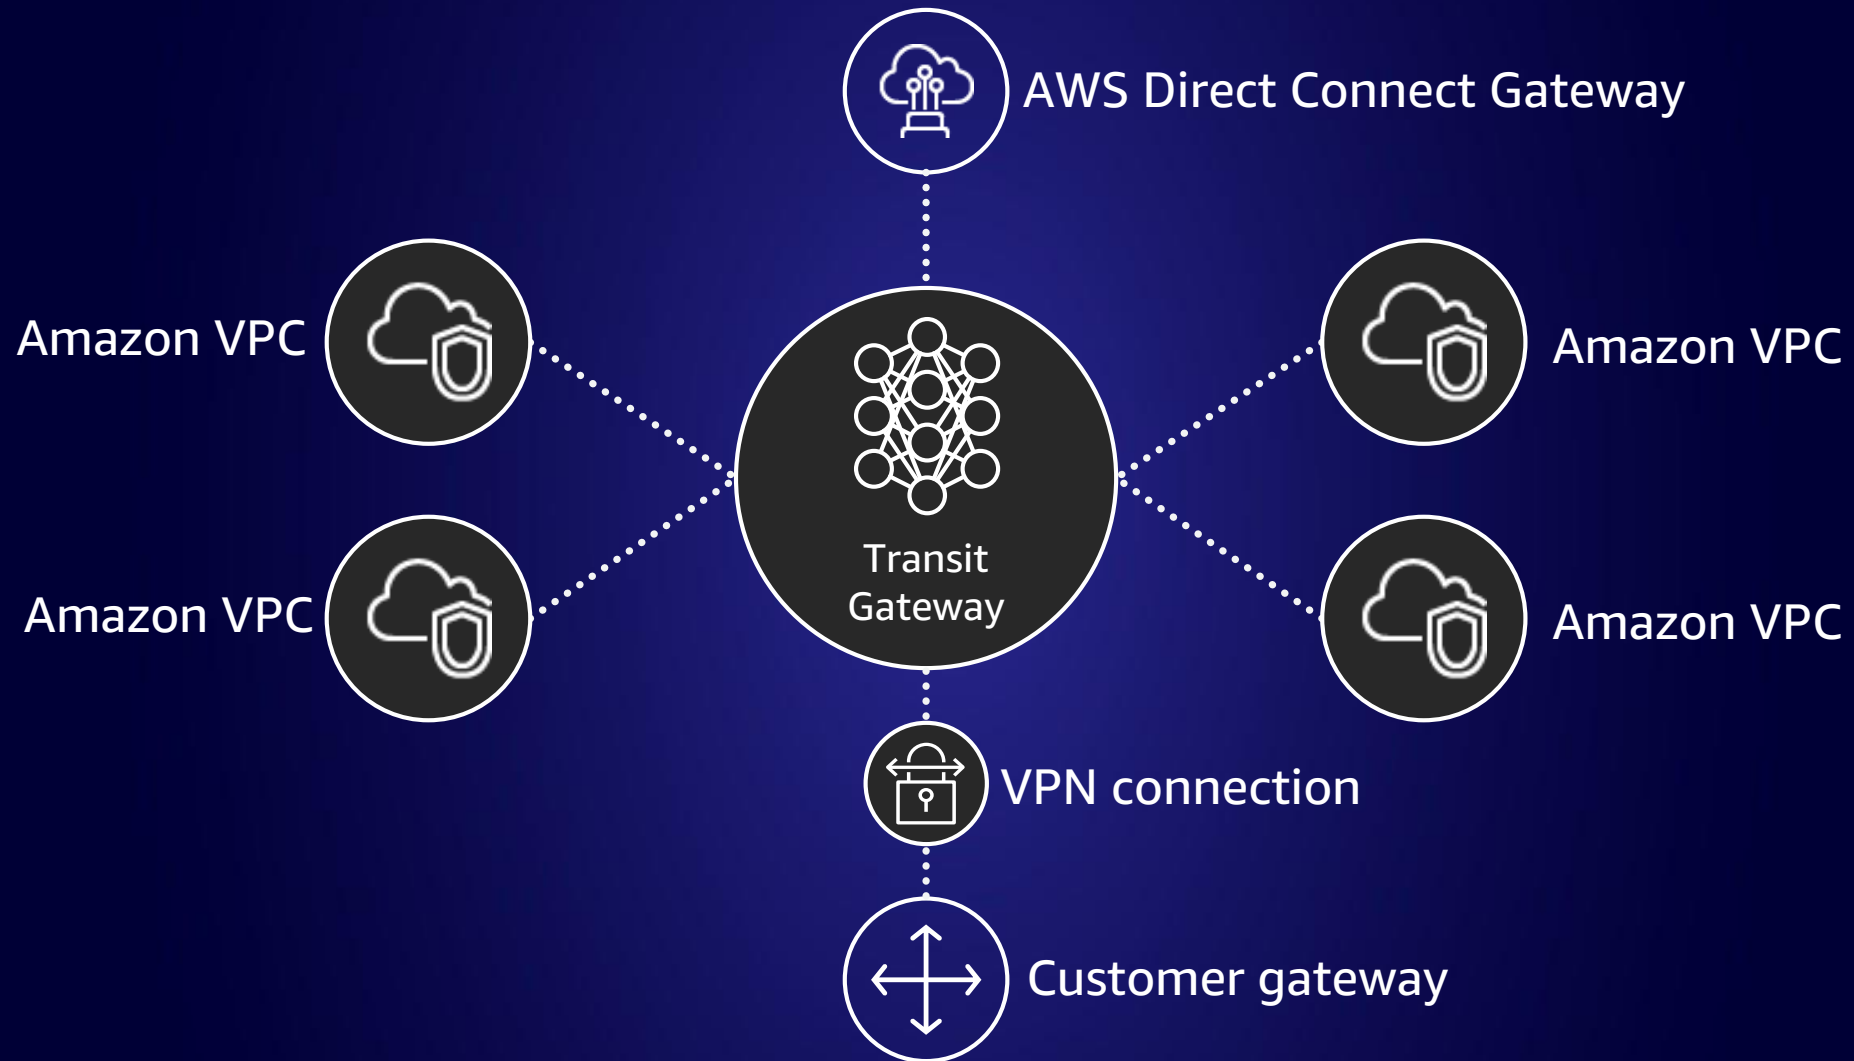 AWS Direct Connect Gateway
Amazon VPC
Amazon VPC
Transit
Gateway
Amazon VPC
Amazon VPC
VPN connection
Customer gateway